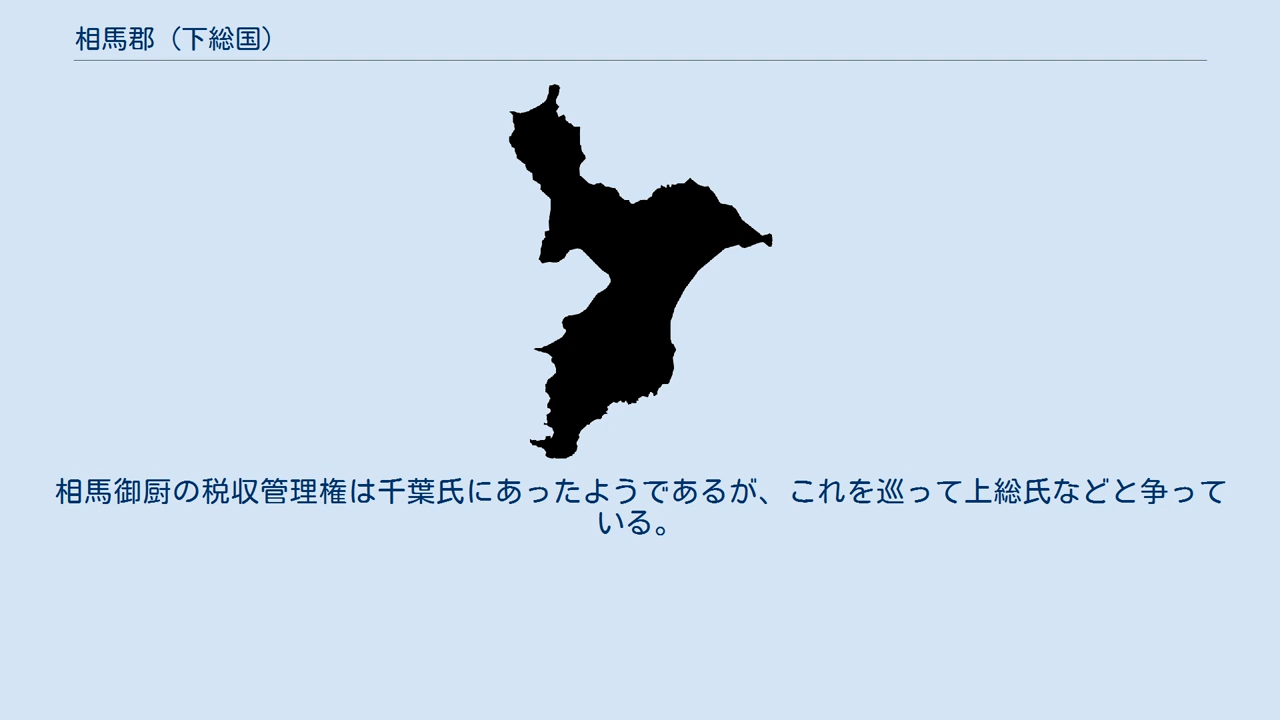 相馬郡（下総国）
相馬御厨の税収管理権は千葉氏にあったようであるが、これを巡って上総氏などと争って
いる。